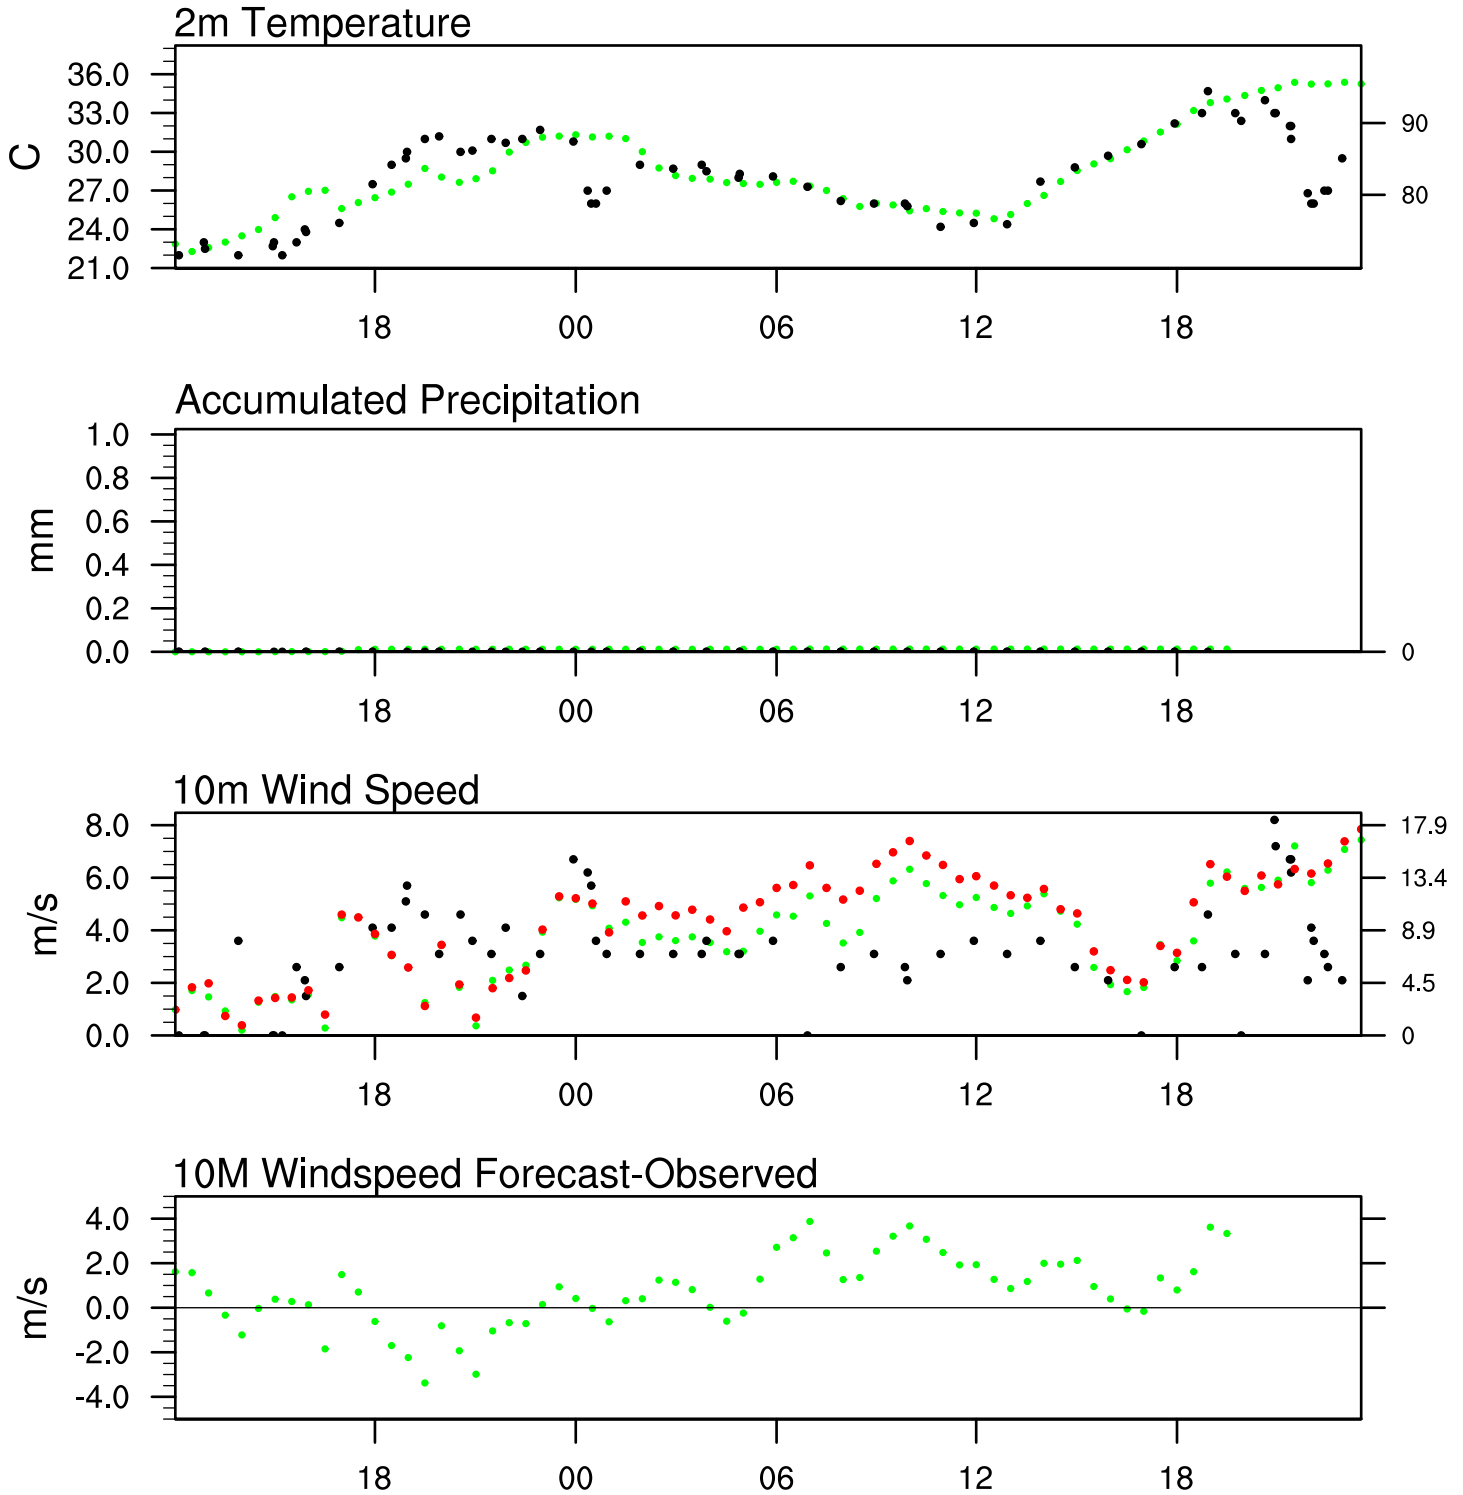 2m Temperature
36.0
33.0
90
30.0
C
27.0
80
24.0
21.0
18 00 06 12 18
Accumulated Precipitation
1.0
0.8
0.6
mm
0.4
0.2
0.0 0
18 00 06 12 18
10m Wind Speed
8.0 17.9
6.0 13.4
m/s
4.0 8.9
2.0 4.5
0.0 0
18 00 06 12 18
10M Windspeed Forecast-Observed
4.0
2.0
m/s
0.0
-2.0
-4.0
18 00 06 12 18